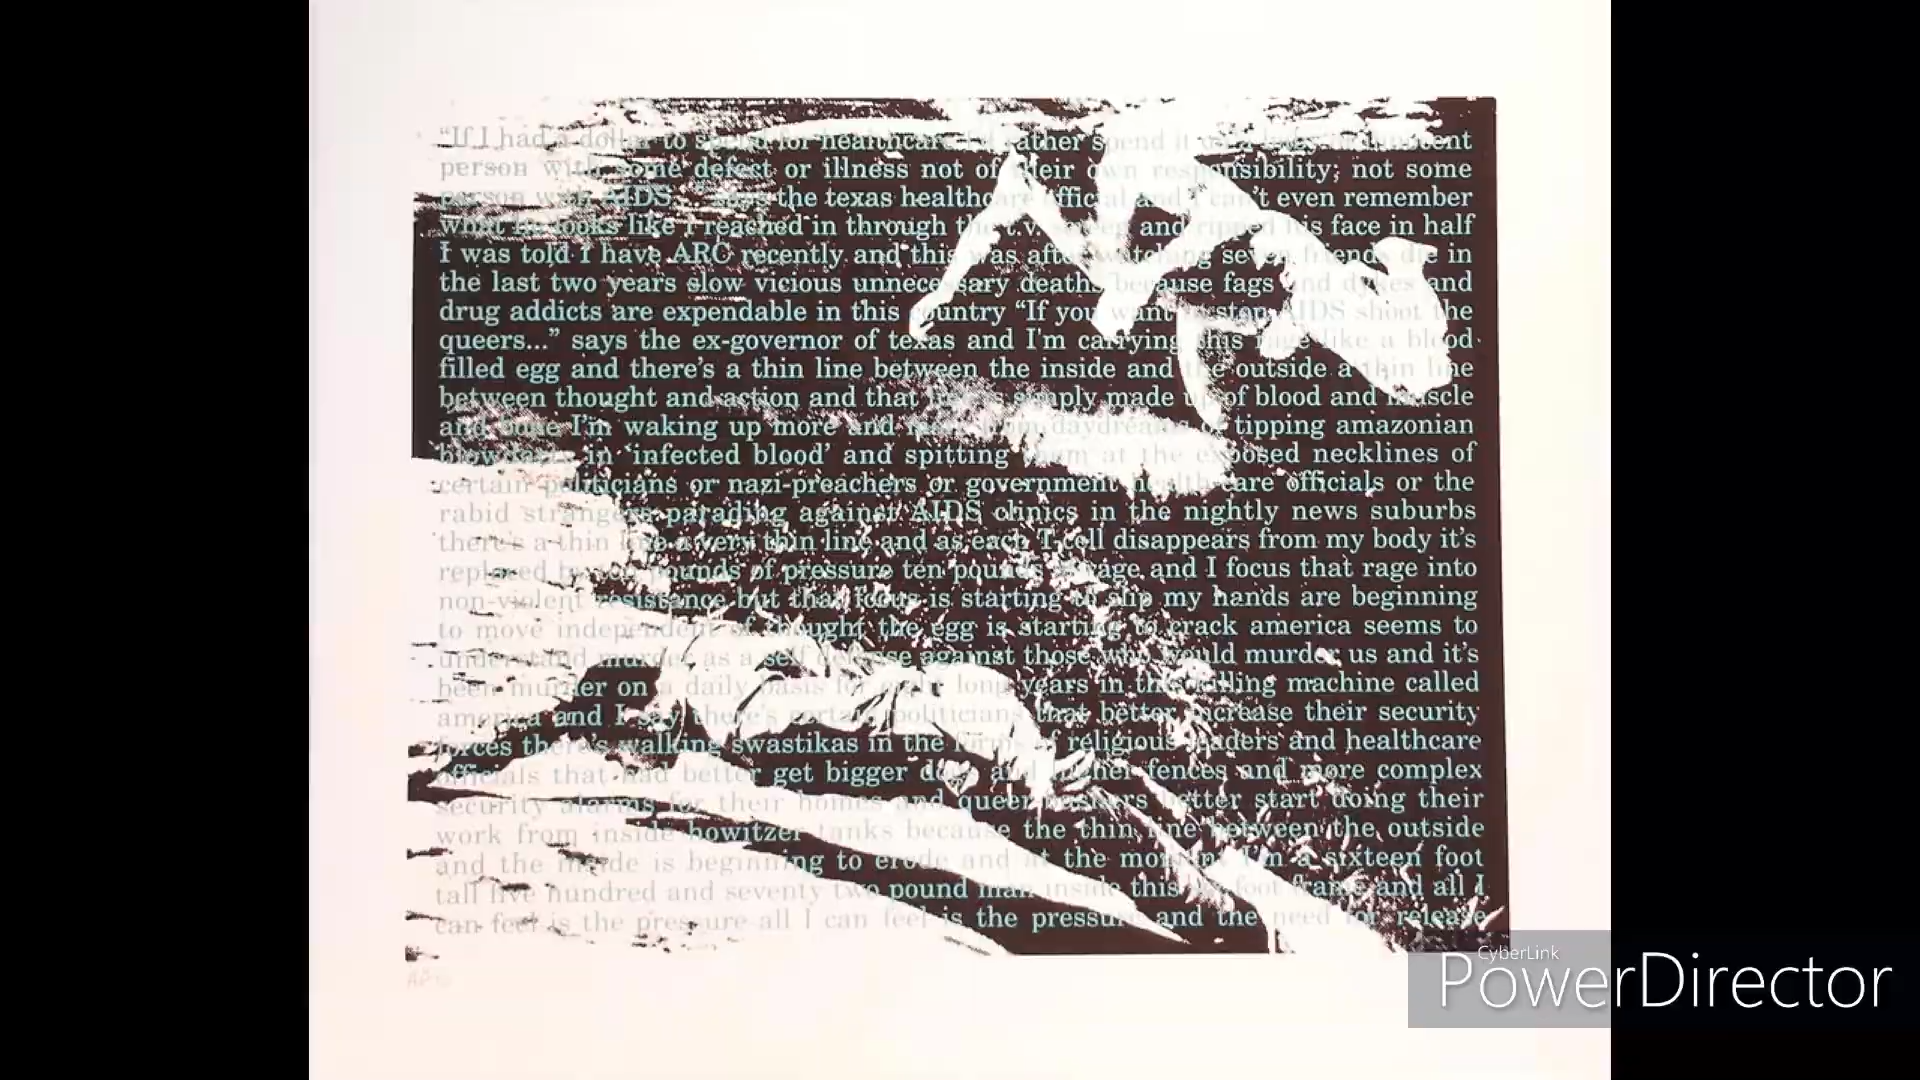 “If I had a dollar to spend for healthcare I'd rather spend it on a baby or innocent
person with some defect or illness not of their own responsibility; not some
person with AIDS..." says the texas healthcare official and I can't even remember
what he looks like I reached in through the t.v. screen and ripped his face in half
I was told I have ARC recently and this was after watching seven friends die in
the last two years slow vicious unnecessary deaths because fags and dykes and
drug addicts are expendable in this country “If you want to stop AIDS shoot the
queers...” says the ex-governor of texas and I'm carrying this rage like a blood
filled egg and there's a thin line between the inside and the outside a thin line
between thought and action and that line is simply made up of blood and muscle
and bone I'm waking up more and more from daydreams of tipping amazonian
blowdarts in ‘infected blood’ and spitting them at the exposed necklines of
certain politicians or nazi-preachers or government healthcare officials or the
rabid strangers parading against AIDS clinics in the nightly news suburbs
there's a thin line a very thin line and as each T-cell disappears from my body it's
replaced by ten pounds of pressure ten pounds of rage and I focus that rage into
non-violent resistance but that focus is starting to slip my hands are beginning
to move independent of thought the egg is starting to crack america seems to
understand murder as a self defense against those who would murder us and it's
been murder on a daily basis for eight long years in this killing machine called
america and I say there's certain politicians that better increase their security
forces there's walking swastikas in the forms of religious leaders and healthcare
officials that had better get bigger dogs and higher fences and more complex
security alarms for their homes and queer bashers better start doing their
work from inside howitzer tanks because the thin line between the outside
and the inside is beginning to erode and at the moment I'm a sixteen foot
tall five hundred and seventy two pound man inside this six foot frame and all I
can feel is the pressure all I can feel is the pressure and the need for release
CyberLink
PowerDirector